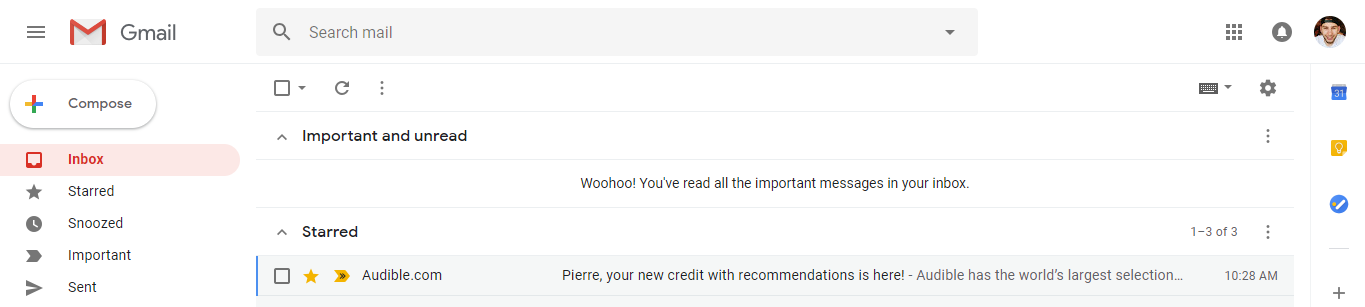 Gmail
Search mail
Compose
31
Important and unread
Inbox
Woohoo! You've read all the important messages in your inbox.
Starred
Snoozed
Starred
1–3 of 3
Important
Audible.com Pierre, your new credit with recommendations is here! - Audible has the world's largest selection… 10:28 AM
Sent